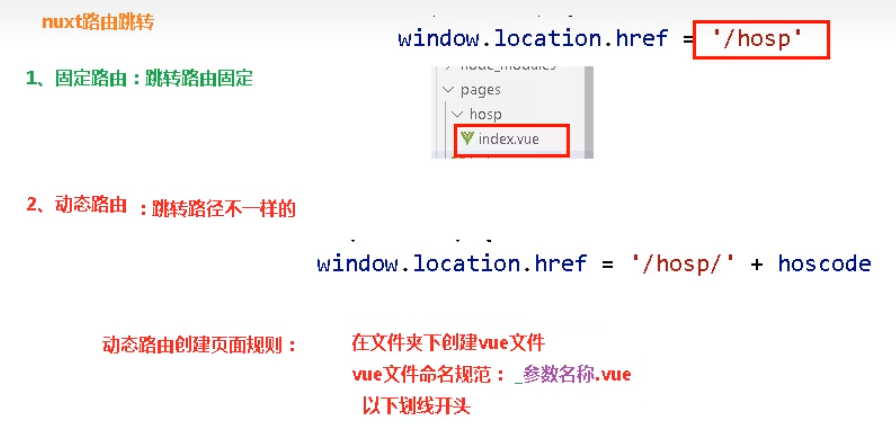 nuxt路由跳转
window.location.href = '/hosp'
1、固定路由：跳转路由固定
node_modules
pages
hosp
index.vue
2、动态路由：跳转路径不一样的
window.location.href = '/hosp/' + hoscode
动态路由创建页面规则： 在文件夹下创建vue文件
vue文件命名规范： _参数名称.vue
以下划线开头